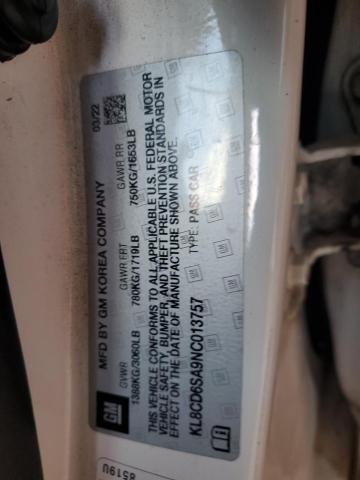 MFD BY GM KOREA COMPANY 03/22
GVWR GAWR FRT GAWR RR
1388KG/3060LB 780KG/1719LB 750KG/1653LB
THIS VEHICLE CONFORMS TO ALL APPLICABLE U.S. FEDERAL MOTOR
VEHICLE SAFETY, BUMPER, AND THEFT PREVENTION STANDARDS IN
EFFECT ON THE DATE OF MANUFACTURE SHOWN ABOVE.
KL8CD6SA9NC013757 TYPE: PASS CAR
GM
8519U